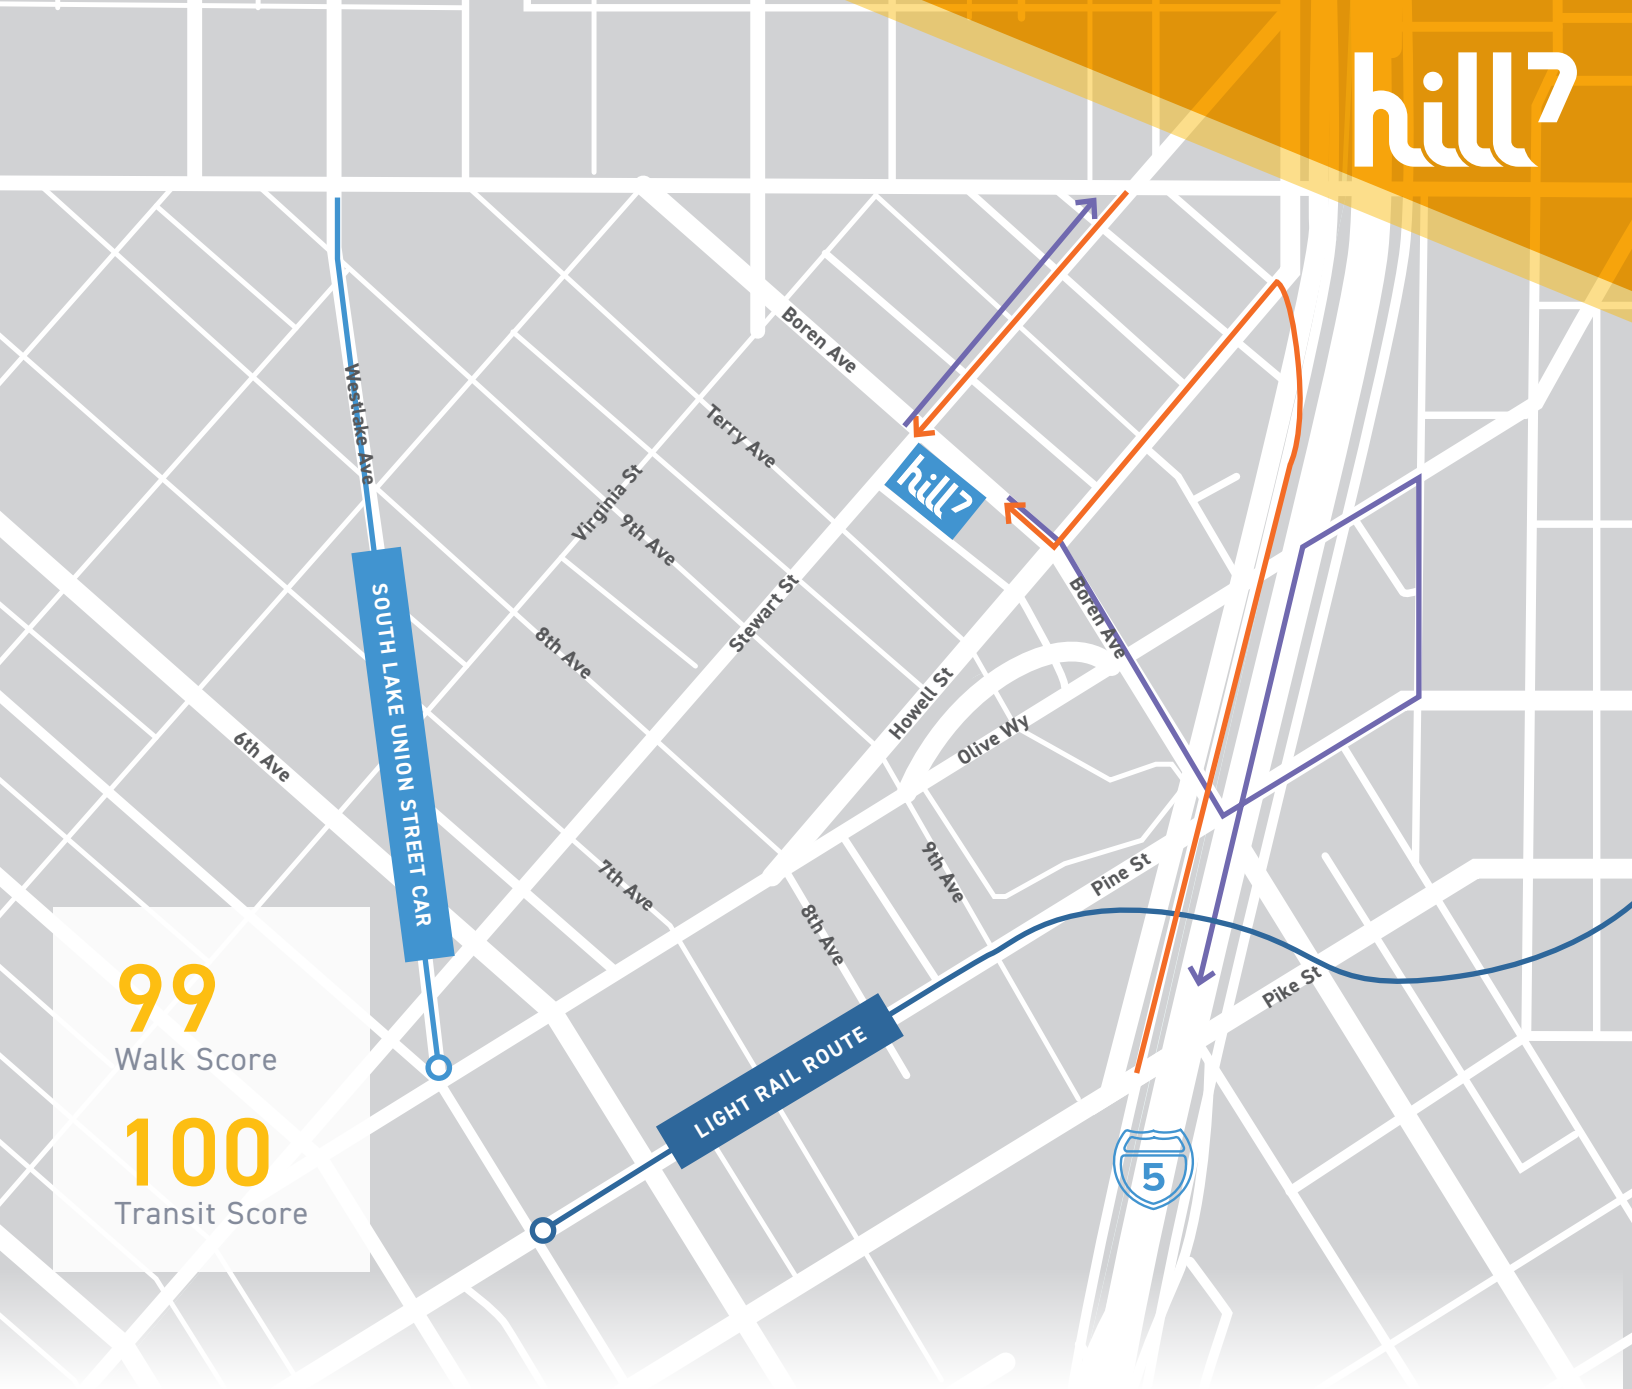 hill7
Boren Ave
Westlake Ave
Terry Ave
Virginia St
9th Ave
hill7
Stewart St
Boren Ave
8th Ave
SOUTH LAKE UNION STREET CAR
Howell St
Olive Wy
6th Ave
7th Ave
9th Ave
Pine St
8th Ave
Pike St
99
Walk Score
LIGHT RAIL ROUTE
100
Transit Score
5